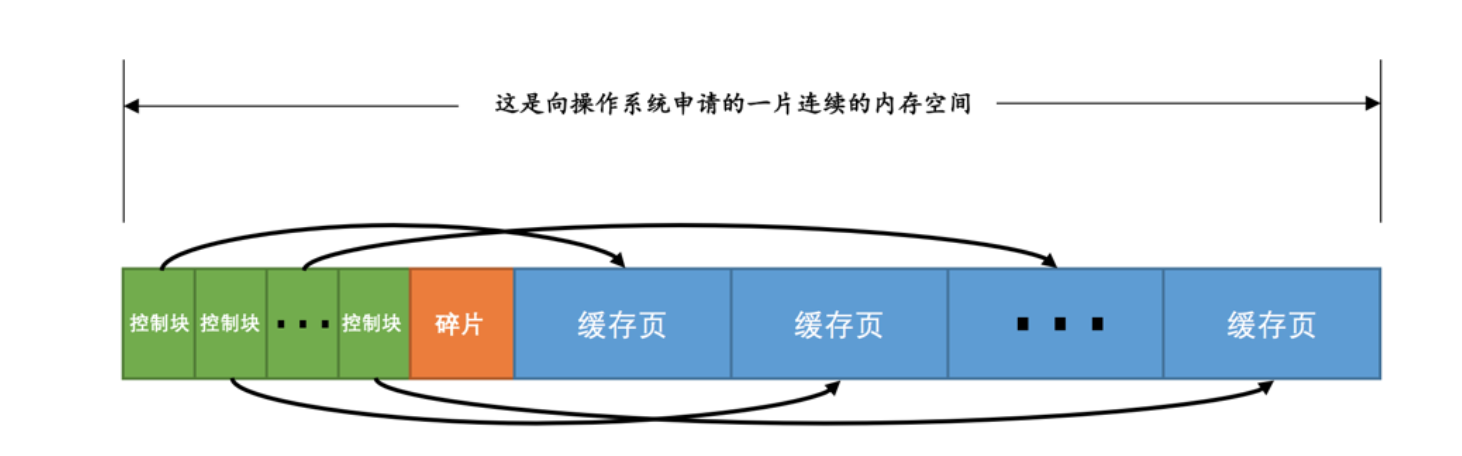 这是向操作系统申请的一片连续的内存空间
控制块 控制块 ··· 控制块 碎片 缓存页 缓存页 ··· 缓存页